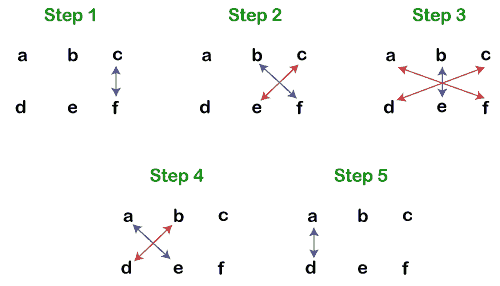 Step 1 Step 2 Step 3
a b c a b c a b c
d e f d e f d e f
Step 4 Step 5
a b c a b c
d e f d e f